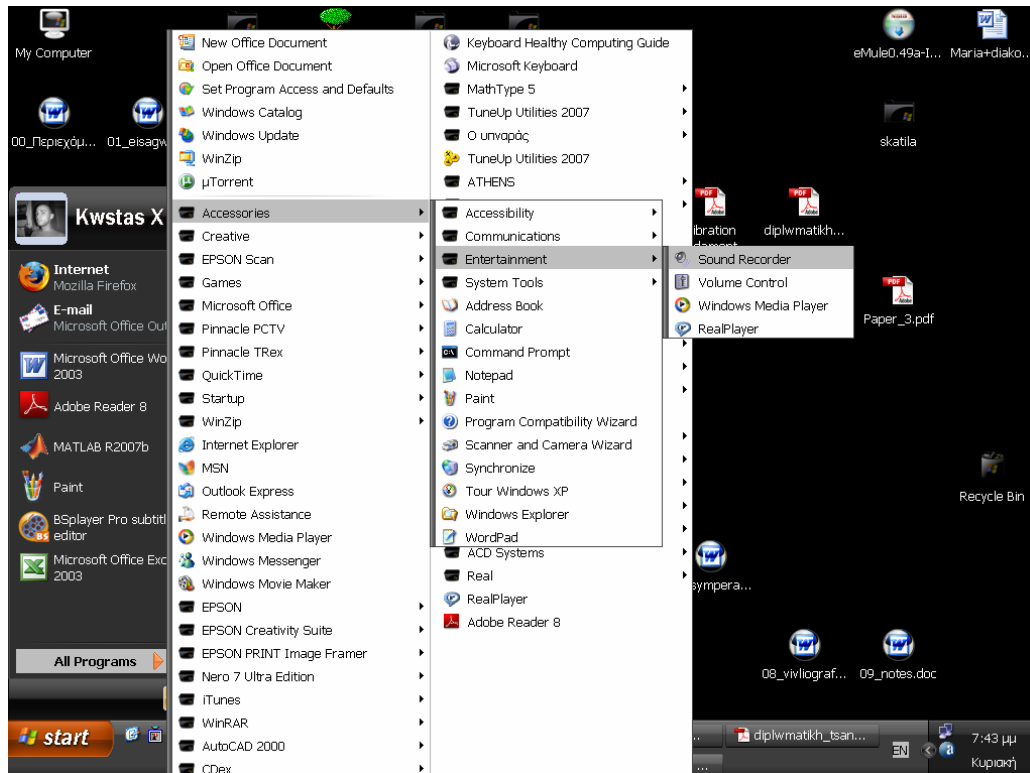 My Computer
eMule0.49a-I...
Maria+diako...
00_Περιεχόμ...
01_eisagw
skatila
Kwstas X
Internet
Mozilla Firefox
E-mail
Microsoft Office Out
Microsoft Office Wo
2003
Adobe Reader 8
MATLAB R2007b
Paint
BSplayer Pro subtitl
editor
Microsoft Office Exc
2003
All Programs
start
New Office Document
Open Office Document
Set Program Access and Defaults
Windows Catalog
Windows Update
WinZip
µTorrent
Accessories
Creative
EPSON Scan
Games
Microsoft Office
Pinnacle PCTV
Pinnacle TRex
QuickTime
Startup
WinZip
Internet Explorer
MSN
Outlook Express
Remote Assistance
Windows Media Player
Windows Messenger
Windows Movie Maker
EPSON
EPSON Creativity Suite
EPSON PRINT Image Framer
Nero 7 Ultra Edition
iTunes
WinRAR
AutoCAD 2000
CDex
Keyboard Healthy Computing Guide
Microsoft Keyboard
MathType 5
TuneUp Utilities 2007
Ο υπναράς
TuneUp Utilities 2007
ATHENS
Accessibility
Communications
Entertainment
System Tools
Address Book
Calculator
Command Prompt
Notepad
Paint
Program Compatibility Wizard
Scanner and Camera Wizard
Synchronize
Tour Windows XP
Windows Explorer
WordPad
ACD Systems
Real
RealPlayer
Adobe Reader 8
Sound Recorder
Volume Control
Windows Media Player
RealPlayer
ibration
diplwmatikh...
Paper_3.pdf
Recycle Bin
sympera...
08_vivliograf...
09_notes.doc
diplwmatikh_tsan...
EN
7:43 μμ
Κυριακή